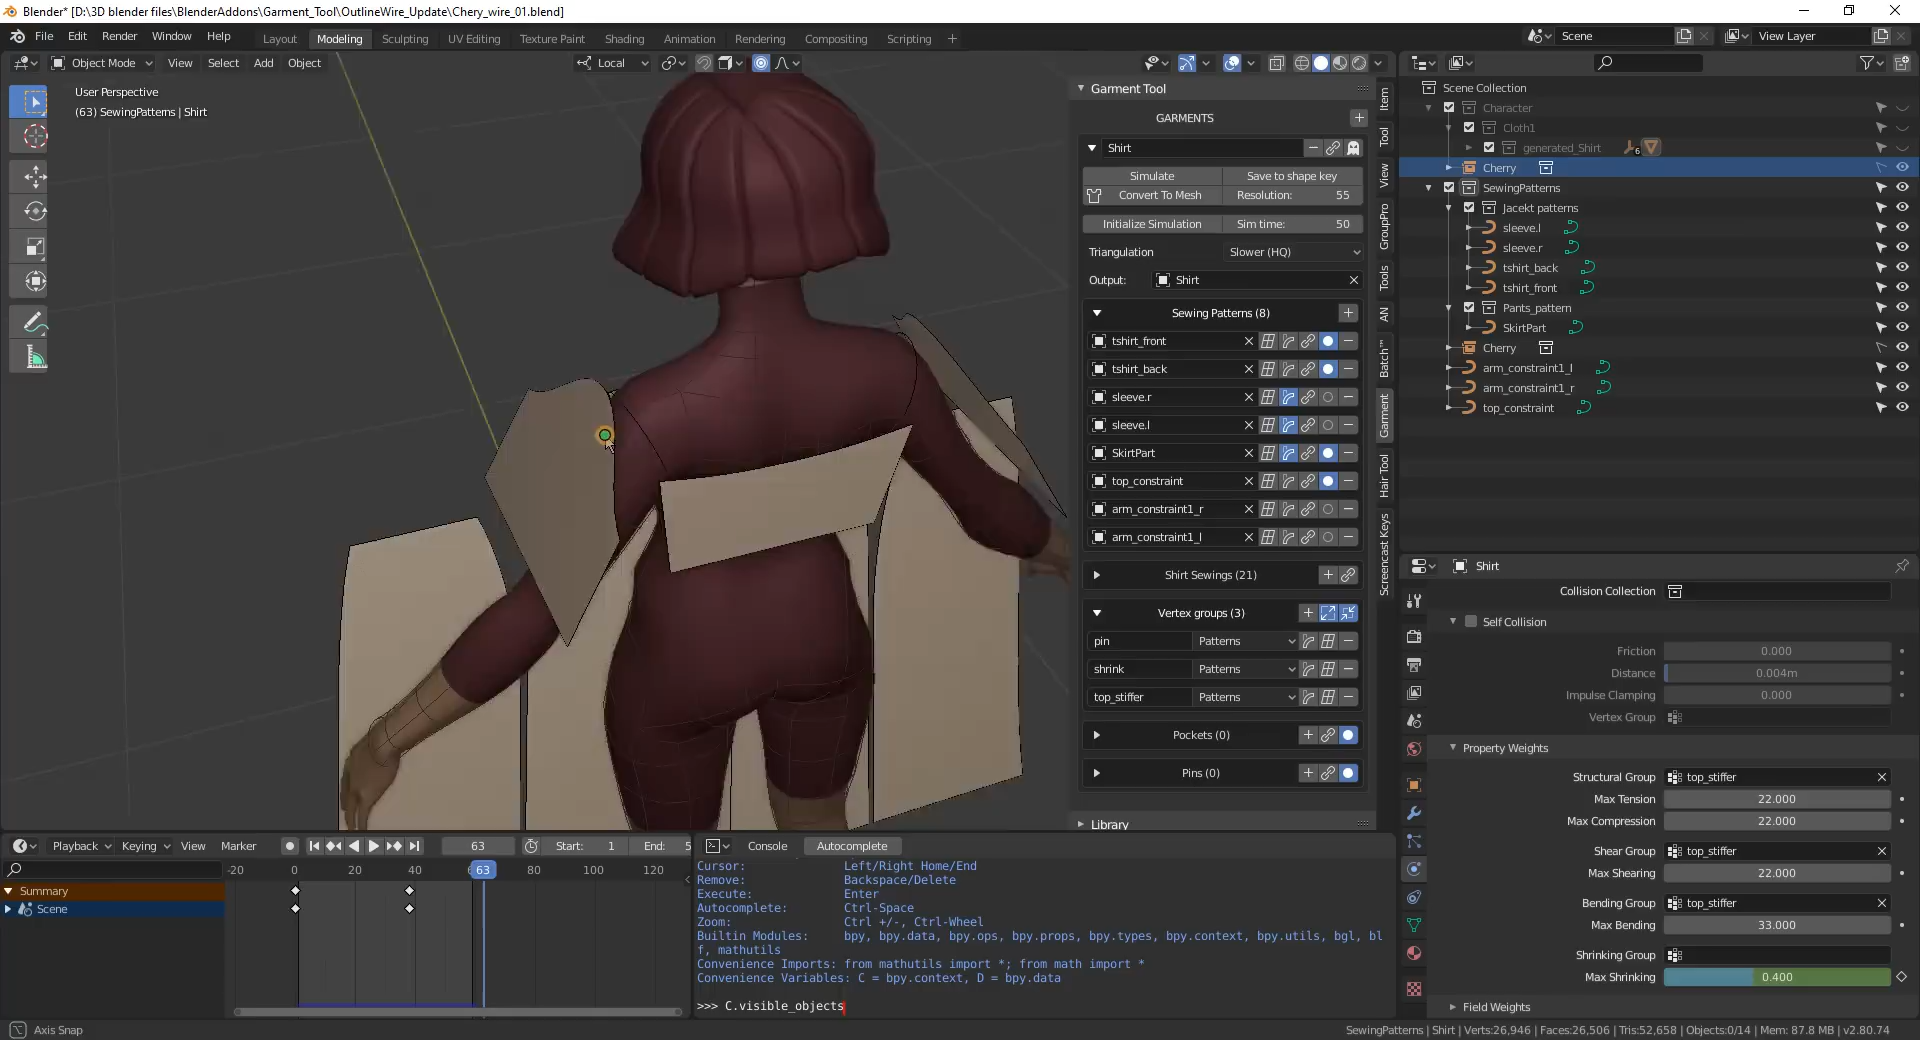 Blender* [D:\3D blender files\BlenderAddons\Garment_Tool\OutlineWire_Update\Chery_wire_01.blend]
File Edit Render Window Help
Layout Modeling Sculpting UV Editing Texture Paint Shading Animation Rendering Compositing Scripting +
Scene
View Layer
Object Mode View Select Add Object
Local
User Perspective
(63) SewingPatterns | Shirt
Garment Tool
GARMENTS
Shirt
Simulate Save to shape key
Convert To Mesh Resolution: 55
Initialize Simulation Sim time: 50
Triangulation Slower (HQ)
Output: Shirt
Sewing Patterns (8)
tshirt_front
tshirt_back
sleeve.r
sleeve.l
SkirtPart
top_constraint
arm_constraint1_r
arm_constraint1_l
Shirt Sewings (21)
Vertex groups (3)
pin Patterns
shrink Patterns
top_stiffer Patterns
Pockets (0)
Pins (0)
Library
Item
Tool
View
GroupPro
Tools
AN
Batch™
Garment
Hair Tool
Screencast Keys
Scene Collection
Character
Cloth1
generated_Shirt 6
Cherry
SewingPatterns
Jacekt patterns
sleeve.l
sleeve.r
tshirt_back
tshirt_front
Pants_pattern
SkirtPart
Cherry
arm_constraint1_l
arm_constraint1_r
top_constraint
Shirt
Collision Collection
Self Collision
Friction 0.000
Distance 0.004m
Impulse Clamping 0.000
Vertex Group
Property Weights
Structural Group top_stiffer
Max Tension 22.000
Max Compression 22.000
Shear Group top_stiffer
Max Shearing 22.000
Bending Group top_stiffer
Max Bending 33.000
Shrinking Group
Max Shrinking 0.400
Field Weights
Playback Keying View Marker 63 Start: 1 End: 5
-20 0 20 40 63 80 100 120
Summary
Scene
Console Autocomplete
Cursor: Left/Right Home/End
Remove: Backspace/Delete
Execute: Enter
Autocomplete: Ctrl-Space
Zoom: Ctrl +/-, Ctrl-Wheel
Builtin Modules: bpy, bpy.data, bpy.ops, bpy.props, bpy.types, bpy.context, bpy.utils, bgl, bl
f, mathutils
Convenience Imports: from mathutils import *; from math import *
Convenience Variables: C = bpy.context, D = bpy.data
>>> C.visible_objects
Axis Snap
SewingPatterns | Shirt | Verts:26,946 | Faces:26,506 | Tris:52,658 | Objects:0/14 | Mem: 87.8 MB | v2.80.74